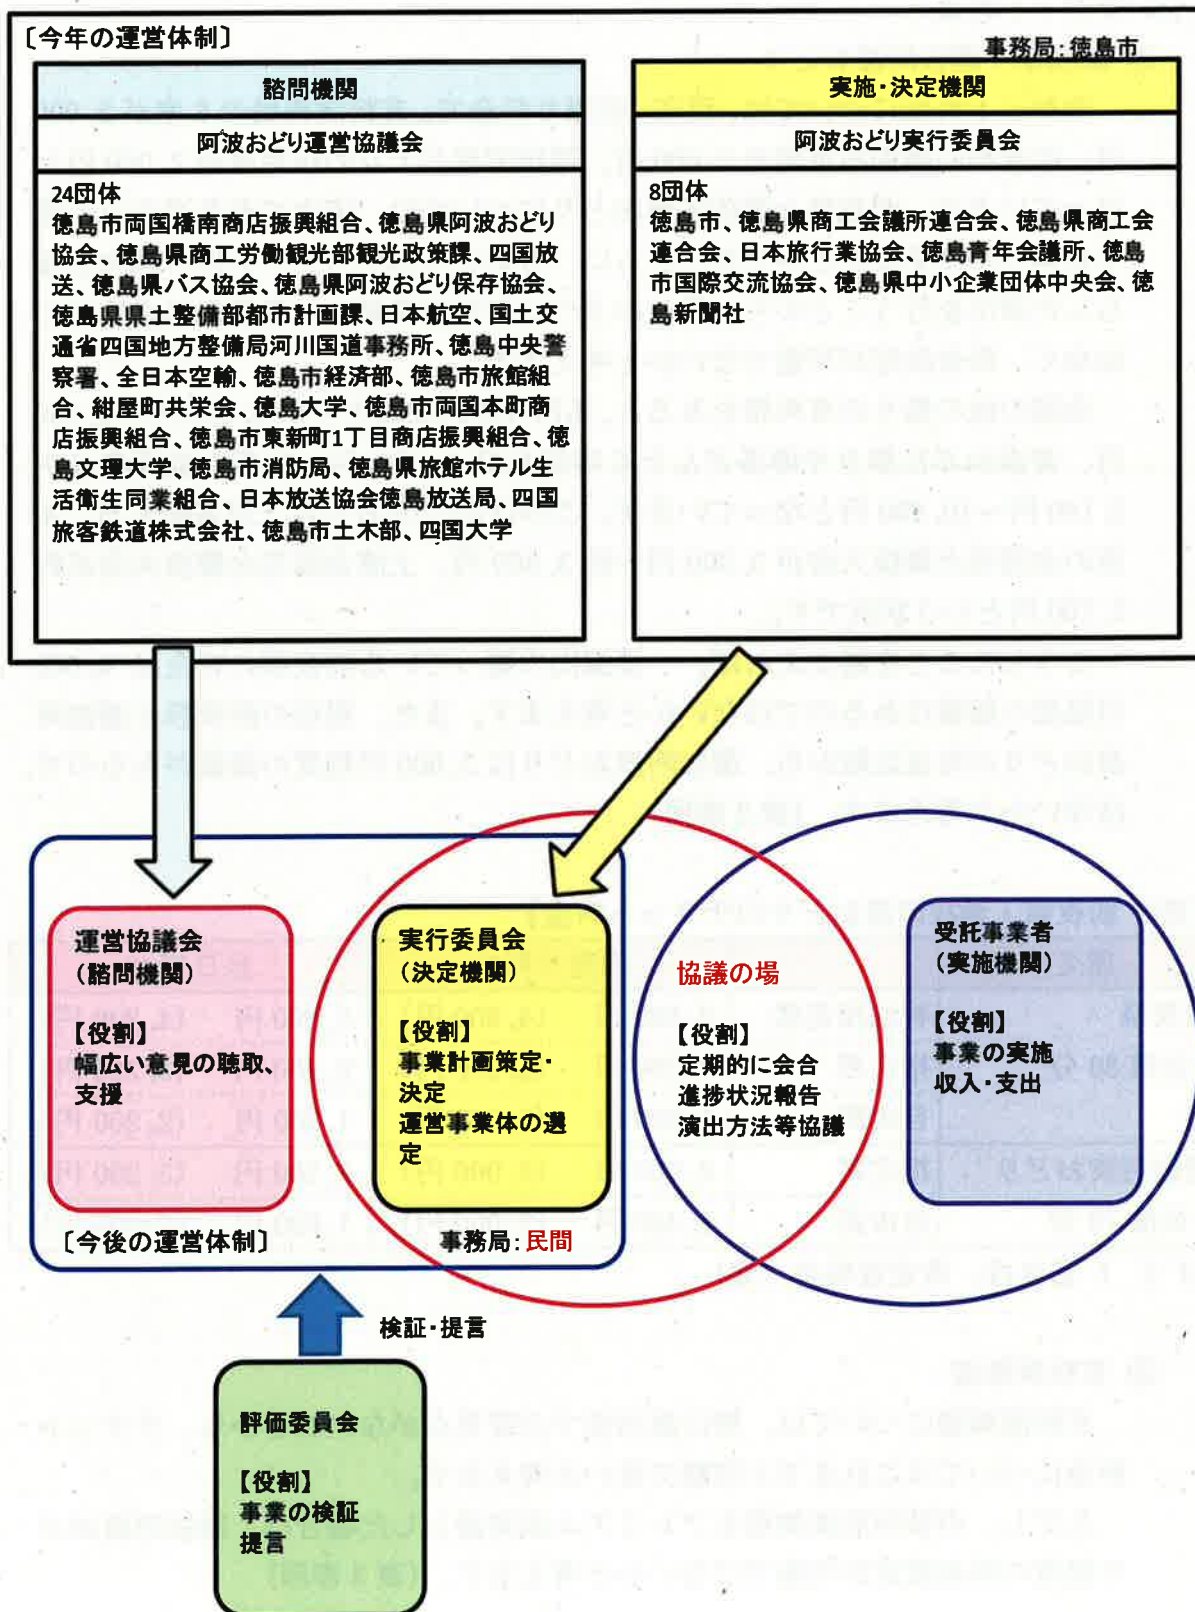 〔今年の運営体制〕
事務局:徳島市
諮問機関
阿波おどり運営協議会
24団体
徳島市両国橋南商店振興組合、徳島県阿波おどり
協会、徳島県商工労働観光部観光政策課、四国放
送、徳島県バス協会、徳島県阿波おどり保存協会、
徳島県県土整備部都市計画課、日本航空、国土交
通省四国地方整備局河川国道事務所、徳島中央警
察署、全日本空輸、徳島市経済部、徳島市旅館組
合、紺屋町共栄会、徳島大学、徳島市両国本町商
店振興組合、徳島市東新町1丁目商店振興組合、徳
島文理大学、徳島市消防局、徳島県旅館ホテル生
活衛生同業組合、日本放送協会徳島放送局、四国
旅客鉄道株式会社、徳島市土木部、四国大学
実施・決定機関
阿波おどり実行委員会
8団体
徳島市、徳島県商工会議所連合会、徳島県商工会
連合会、日本旅行業協会、徳島青年会議所、徳島
市国際交流協会、徳島県中小企業団体中央会、徳
島新聞社
運営協議会
(諮問機関)
【役割】
幅広い意見の聴取、
支援
実行委員会
(決定機関)
【役割】
事業計画策定・
決定
運営事業体の選
定
協議の場
【役割】
定期的に会合
進捗状況報告
演出方法等協議
受託事業者
(実施機関)
【役割】
事業の実施
収入・支出
〔今後の運営体制〕
事務局:民間
検証・提言
評価委員会
【役割】
事業の検証
提言